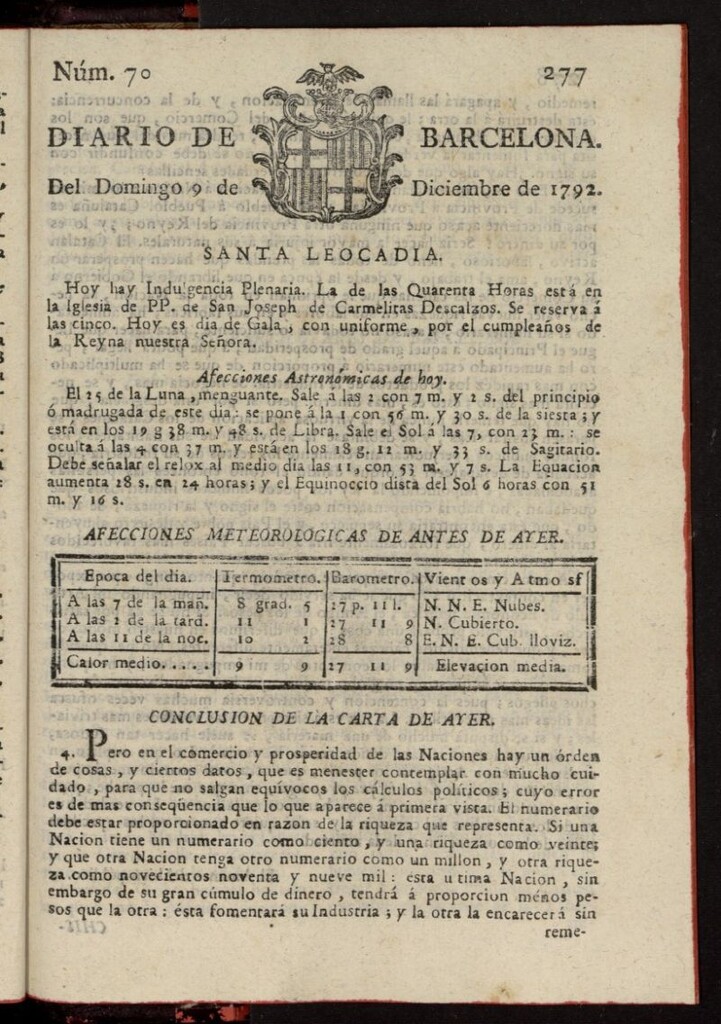 Núm. 70
277
DIARIO DE BARCELONA.
Del Domingo 9 de Diciembre de 1792.
SANTA LEOCADIA.
Hoy hay Indulgencia Plenaria. La de las Quarenta Horas está en
la Iglesia de PP. de San Joseph de Carmelitas Descalzos. Se reserva á
las cinco. Hoy es dia de Gala, con uniforme, por el cumpleaños de
la Reyna nuestra Señora.
Afecciones Astronómicas de hoy.
El 25 de la Luna, menguante. Sale á las 2 con 7 m. y 2 s. del principio
ó madrugada de este dia: se pone á la 1 con 56 m. y 30 s. de la siesta; y
está en los 19 g 38 m. y 48 s. de Libra. Sale el Sol á las 7, con 23 m.: se
oculta á las 4 con 37 m. y está en los 18 g. 12 m. y 33 s. de Sagitario.
Debe señalar el relox al medio dia las 11, con 53 m. y 7 s. La Equacion
aumenta 28 s. en 24 horas; y el Equinoccio dista del Sol 6 horas con 51
m. y 16 s.
AFECCIONES METEOROLOGICAS DE ANTES DE AYER.
Epoca del dia. Termometro. Barometro. Vientos y Atmosf
A las 7 de la mañ. 8 grad. 5 27 p. 11 l. N. N. E. Nubes.
A las 2 de la tard. 11 1 27 11 9 N. Cubierto.
A las 11 de la noc. 10 2 28 8 E. N. E. Cub. lloviz.
Calor medio..... 9 9 27 11 9 Elevacion media.
CONCLUSION DE LA CARTA DE AYER.
4. Pero en el comercio y prosperidad de las Naciones hay un órden
de cosas, y ciertos datos, que es menester contemplar con mucho cui-
dado, para que no salgan equívocos los cálculos políticos; cuyo error
es de mas conseqüencia que lo que aparece á primera vista. El numerario
debe estar proporcionado en razon de la riqueza que representa. Si una
Nacion tiene un numerario como ciento, y una riqueza como veinte;
y que otra Nacion tenga otro numerario como un millon, y otra rique-
za como novecientos noventa y nueve mil: esta u tima Nacion, sin
embargo de su gran cúmulo de dinero, tendrá á proporcion ménos pe-
sos que la otra: ésta fomentará su Industria; y la otra la encarecerá sin
reme-